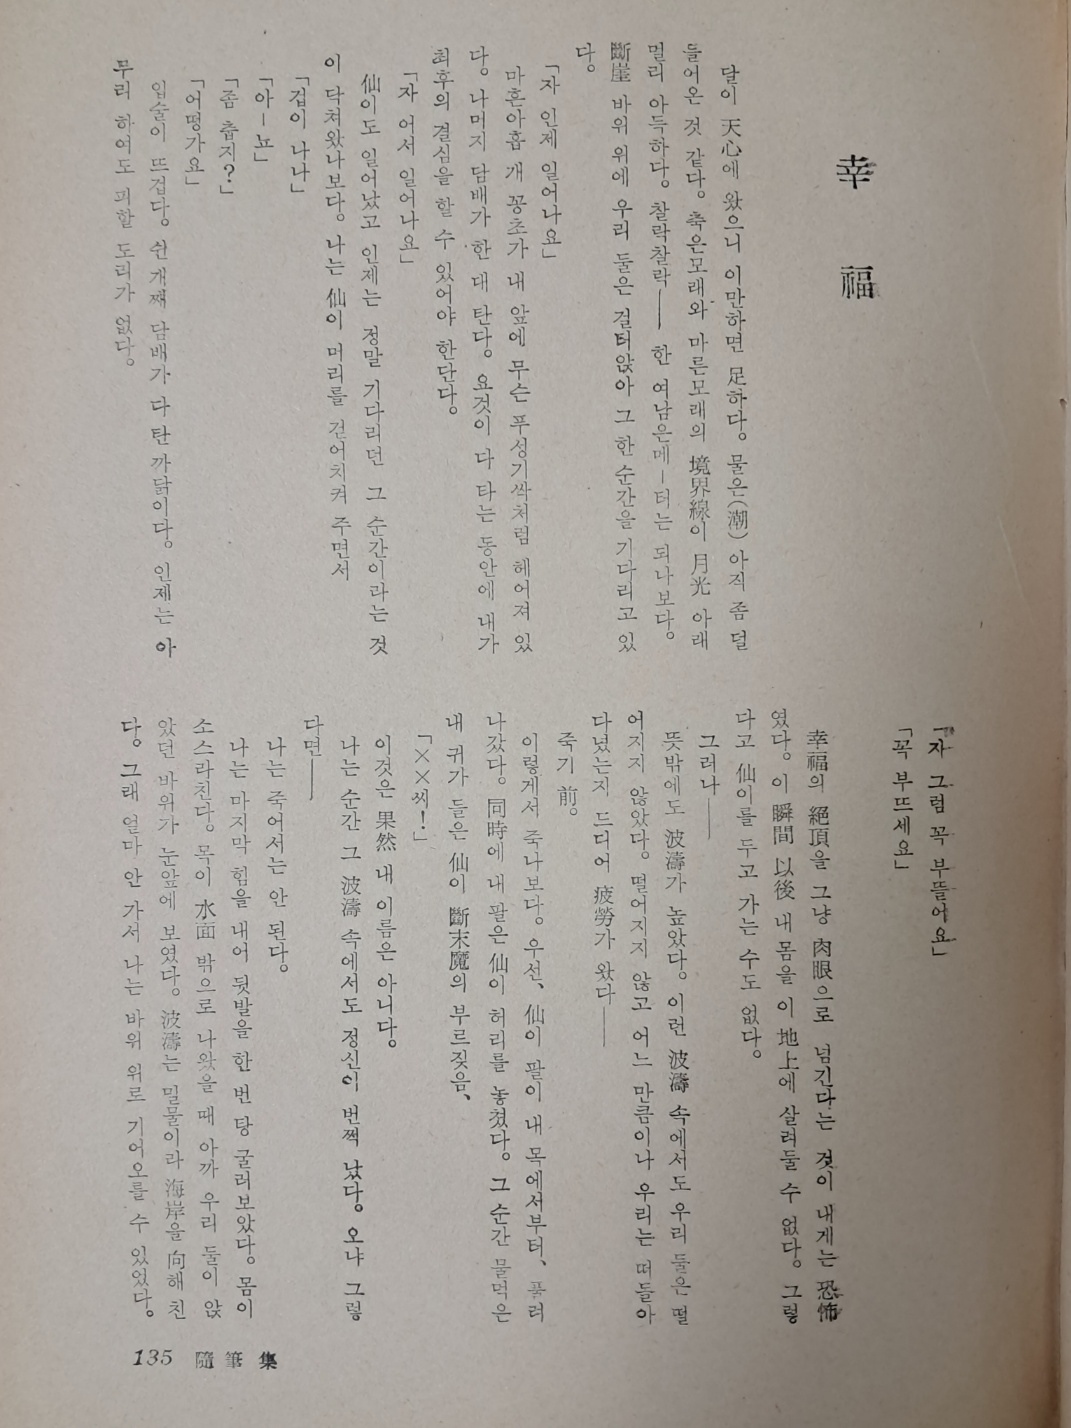 幸福
달이 天心에 왔으니 이만하면 足하다。물은(潮) 아직 좀 덜
들어온 것 같다。축은모래와 마른모래의 境界線이 月光 아래
멀리 아득하다。찰락찰락── 한 여남은메―터는 되나보다。
斷崖 바위 위에 우리 둘은 걸터앉아 그 한 순간을 기다리고 있
다。
「자 인제 일어나요」
마흔아홉 개 꽁초가 내 앞에 무슨 푸성기싹처럼 헤어져 있
다。나머지 담배가 한 대 탄다。요것이 다 타는 동안에 내가
최후의 결심을 할 수 있어야 한단다。
「자 어서 일어나요」
仙이도 일어났고 인제는 정말 기다리던 그 순간이라는 것
이 닥쳐왔나보다。나는 仙이 머리를 걷어치켜 주면서
「겁이 나나」
「아―뇨」
「좀 춥지?」
「어떵가요」
입술이 뜨겁다。쉰 개째 담배가 다 탄 까닭이다。인제는 아
무리 하여도 피할 도리가 없다。
「자 그럼 꼭 부뜰어요」
「꼭 부뜨세요」
幸福의 絕頂을 그냥 肉眼으로 넘긴다는 것이 내게는 恐怖
였다。이 瞬間 以後 내 몸을 이 地上에 살려둘 수 없다。그렇
다고 仙이를 두고 가는 수도 없다。
그러나──
뜻밖에도 波濤가 높았다。이런 波濤 속에서도 우리 둘은 떨
어지지 않았다。떨어지지 않고 어느 만큼이나 우리는 떠돌아
다녔는지 드디어 疲勞가 왔다──
죽기 前。
이렇게서 죽나보다。우선、仙이 팔이 내 목에서부터、풀려
나갔다。同時에 내 팔은 仙이 허리를 놓쳤다。그 순간 물먹은
내 귀가 들은 仙이 斷末魔의 부르짖음、
「××씨!」
이것은 果然 내 이름은 아니다。
나는 순간 그 波濤 속에서도 정신이 번쩍 났다。오냐 그렇
다면──
나는 죽어서는 안 된다。
나는 마지막 힘을 내어 뒷발을 한 번 탕 굴러보았다。몸이
소스라친다。목이 水面 밖으로 나왔을 때 아까 우리 둘이 앉
았던 바위가 눈앞에 보였다。波濤는 밀물이라 海岸을 向해 친
다。그래 얼마 안 가서 나는 바위 위로 기어오를 수 있었다。
135 隨筆集